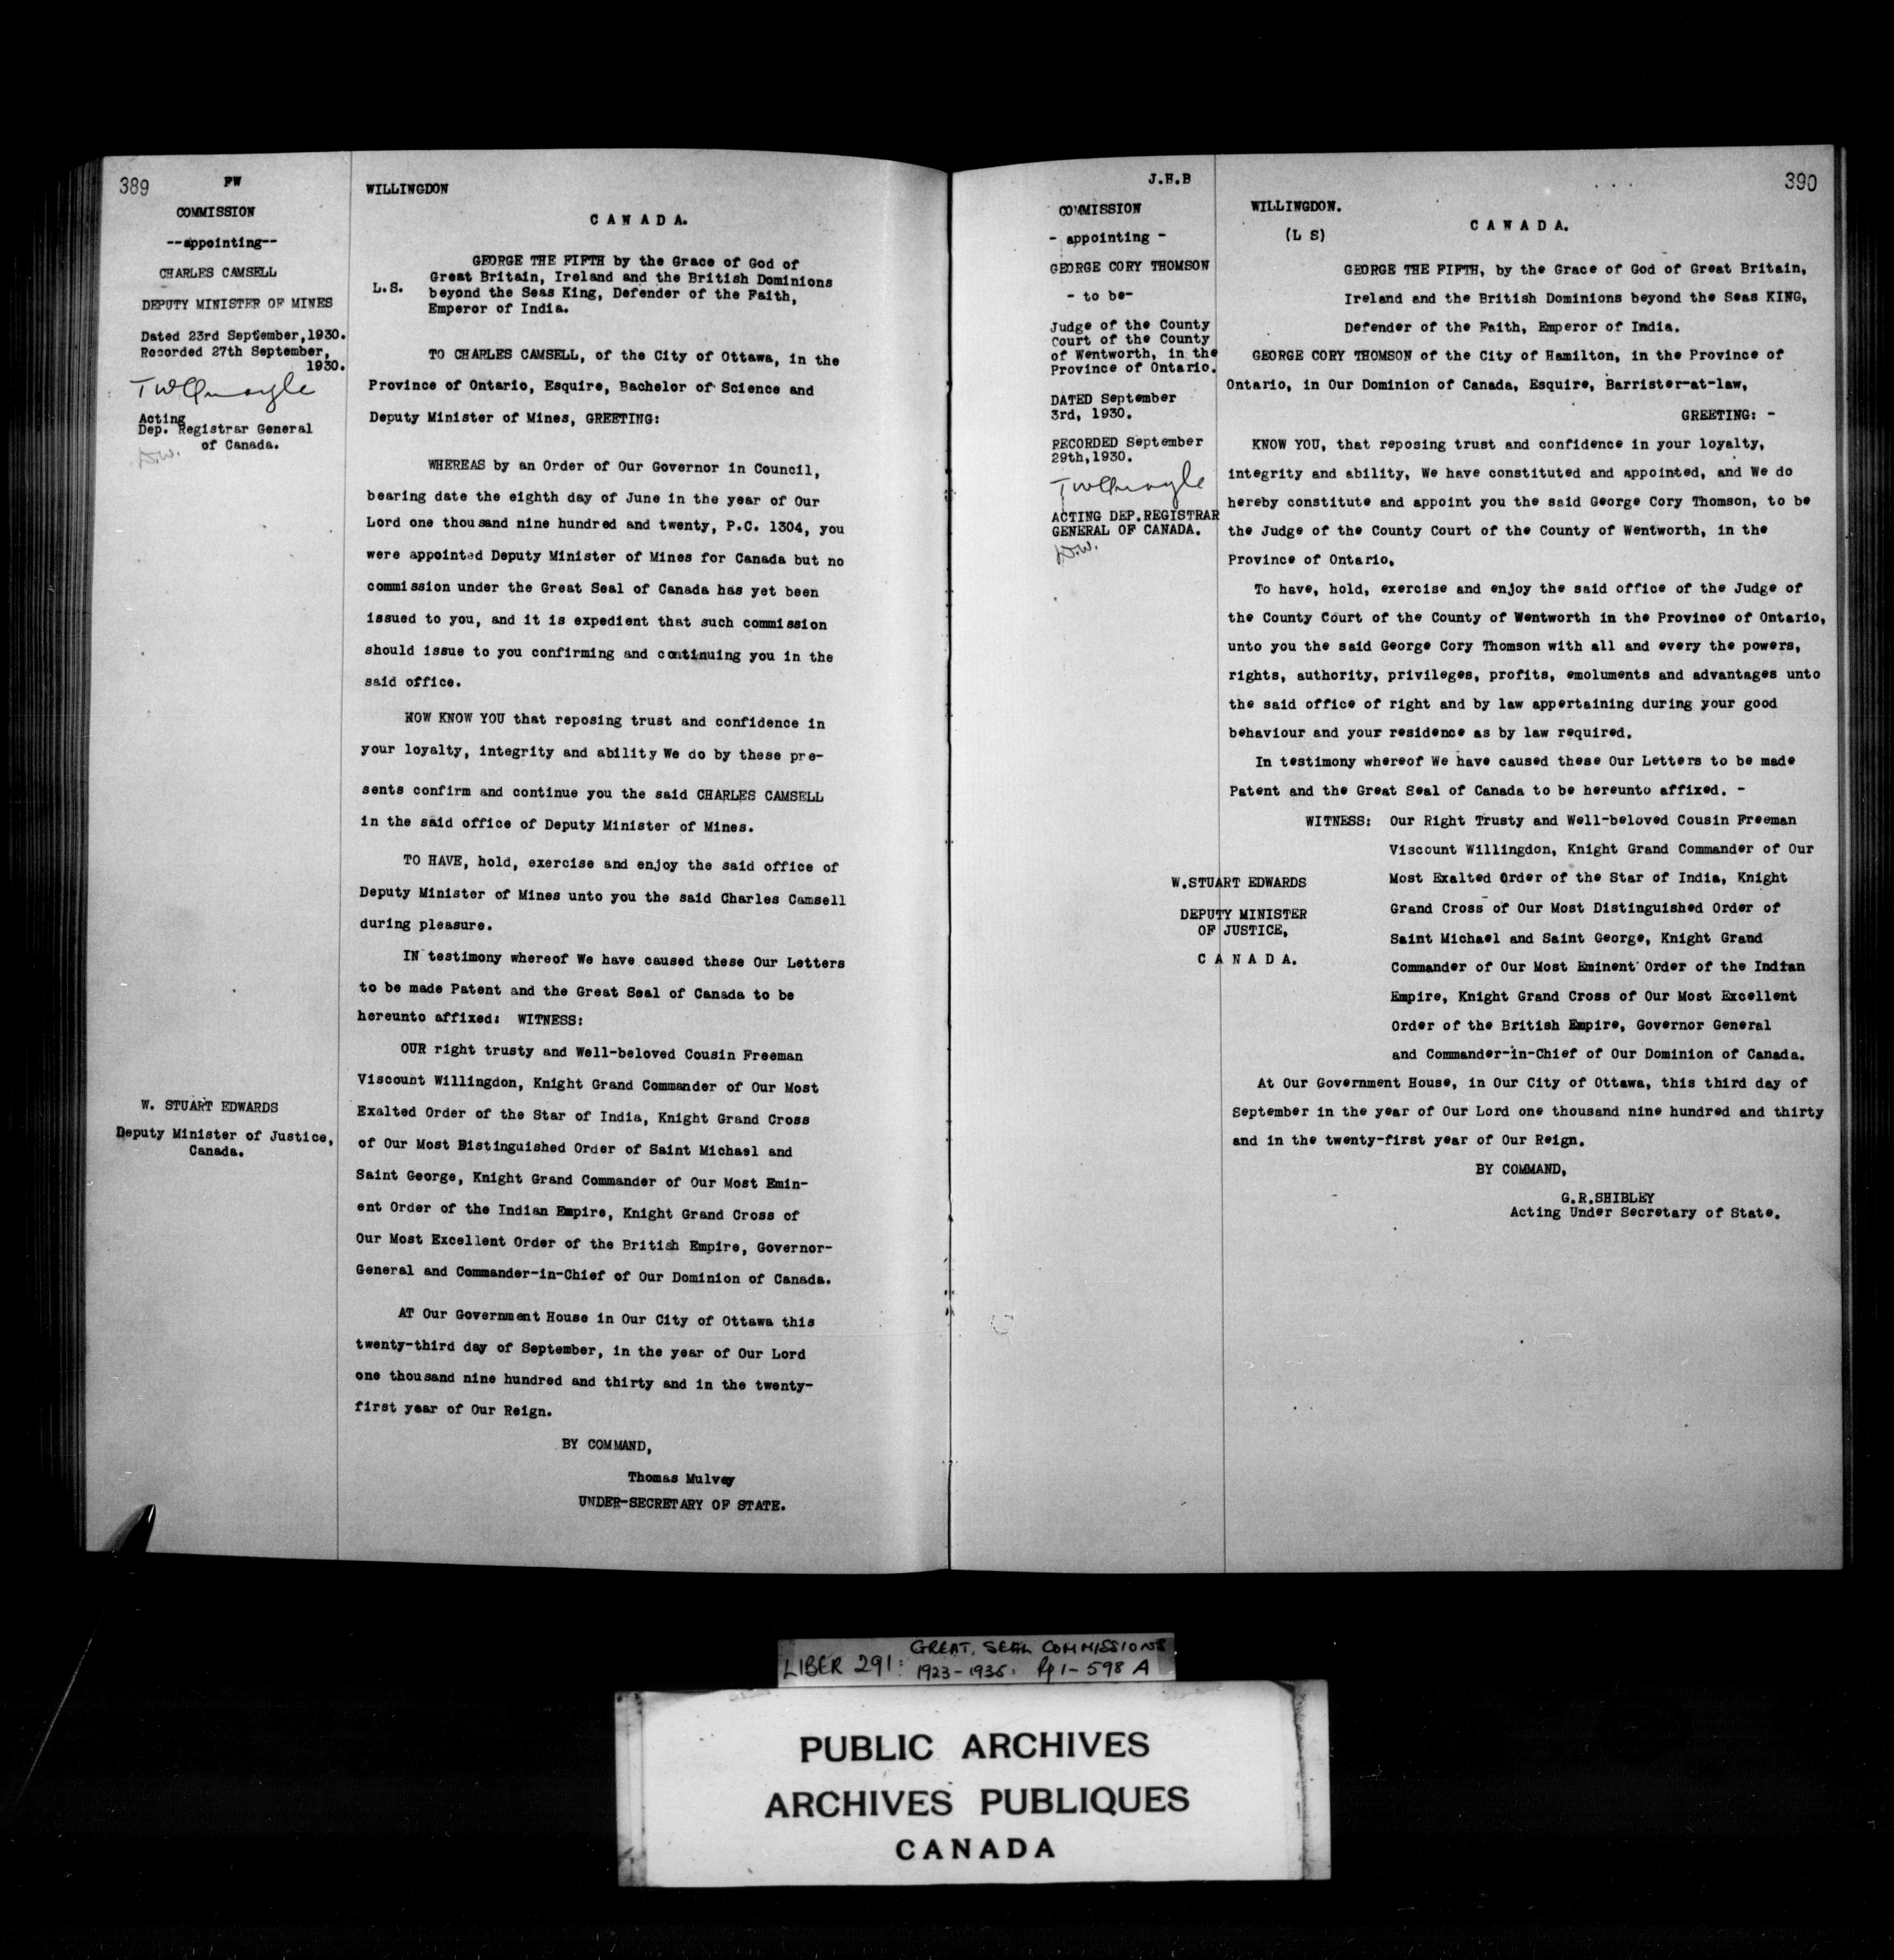 389
FW
COMMISSION
--appointing--
CHARLES CAMSELL
DEPUTY MINISTER OF MINES
Dated 23rd September,1930.
Recorded 27th September,
1930.
Acting
Dep. Registrar General
of Canada.
W. STUART EDWARDS
Deputy Minister of Justice,
Canada.
WILLINGDON
C A N A D A.
L.S.
GEORGE THE FIFTH by the Grace of God of
Great Britain, Ireland and the British Dominions
beyond the Seas King, Defender of the Faith,
Emperor of India.
TO CHARLES CAMSELL, of the City of Ottawa, in the
Province of Ontario, Esquire, Bachelor of Science and
Deputy Minister of Mines, GREETING:
WHEREAS by an Order of Our Governor in Council,
bearing date the eighth day of June in the year of Our
Lord one thousand nine hundred and twenty, P.C. 1304, you
were appointed Deputy Minister of Mines for Canada but no
commission under the Great Seal of Canada has yet been
issued to you, and it is expedient that such commission
should issue to you confirming and continuing you in the
said office.
NOW KNOW YOU that reposing trust and confidence in
your loyalty, integrity and ability We do by these pre-
sents confirm and continue you the said CHARLES CAMSELL
in the said office of Deputy Minister of Mines.
TO HAVE, hold, exercise and enjoy the said office of
Deputy Minister of Mines unto you the said Charles Camsell
during pleasure.
IN testimony whereof We have caused these Our Letters
to be made Patent and the Great Seal of Canada to be
hereunto affixed: WITNESS:
OUR right trusty and Well-beloved Cousin Freeman
Viscount Willingdon, Knight Grand Commander of Our Most
Exalted Order of the Star of India, Knight Grand Cross
of Our Most Distinguished Order of Saint Michael and
Saint George, Knight Grand Commander of Our Most Emin-
ent Order of the Indian Empire, Knight Grand Cross of
Our Most Excellent Order of the British Empire, Governor-
General and Commander-in-Chief of Our Dominion of Canada.
AT Our Government House in Our City of Ottawa this
twenty-third day of September, in the year of Our Lord
one thousand nine hundred and thirty and in the twenty-
first year of Our Reign.
BY COMMAND,
Thomas Mulvey
UNDER-SECRETARY OF STATE.
J.H.B
COMMISSION
- appointing -
GEORGE CORY THOMSON
- to be-
Judge of the County
Court of the County
of Wentworth, in the
Province of Ontario.
DATED September
3rd, 1930.
RECORDED September
29th,1930.
ACTING DEP.REGISTRAR
GENERAL OF CANADA.
W.STUART EDWARDS
DEPUTY MINISTER
OF JUSTICE,
C A N A D A.
390
WILLINGDON.
C A N A D A.
(L S)
GEORGE THE FIFTH, by the Grace of God of Great Britain,
Ireland and the British Dominions beyond the Seas KING,
Defender of the Faith, Emperor of India.
GEORGE CORY THOMSON of the City of Hamilton, in the Province of
Ontario, in Our Dominion of Canada, Esquire, Barrister-at-law,
GREETING: -
KNOW YOU, that reposing trust and confidence in your loyalty,
integrity and ability, We have constituted and appointed, and We do
hereby constitute and appoint you the said George Cory Thomson, to be
the Judge of the County Court of the County of Wentworth, in the
Province of Ontario,
To have, hold, exercise and enjoy the said office of the Judge of
the County Court of the County of Wentworth in the Province of Ontario,
unto you the said George Cory Thomson with all and every the powers,
rights, authority, privileges, profits, emoluments and advantages unto
the said office of right and by law appertaining during your good
behaviour and your residence as by law required.
In testimony whereof We have caused these Our Letters to be made
Patent and the Great Seal of Canada to be hereunto affixed. -
WITNESS: Our Right Trusty and Well-beloved Cousin Freeman
Viscount Willingdon, Knight Grand Commander of Our
Most Exalted Order of the Star of India, Knight
Grand Cross of Our Most Distinguished Order of
Saint Michael and Saint George, Knight Grand
Commander of Our Most Eminent Order of the Indian
Empire, Knight Grand Cross of Our Most Excellent
Order of the British Empire, Governor General
and Commander-in-Chief of Our Dominion of Canada.
At Our Government House, in Our City of Ottawa, this third day of
September in the year of Our Lord one thousand nine hundred and thirty
and in the twenty-first year of Our Reign.
BY COMMAND,
G.R.SHIBLEY
Acting Under Secretary of State.
LIBER 291: GREAT SEAL COMMISSIONS
1923-1935. pp 1-598 A
PUBLIC ARCHIVES
ARCHIVES PUBLIQUES
CANADA